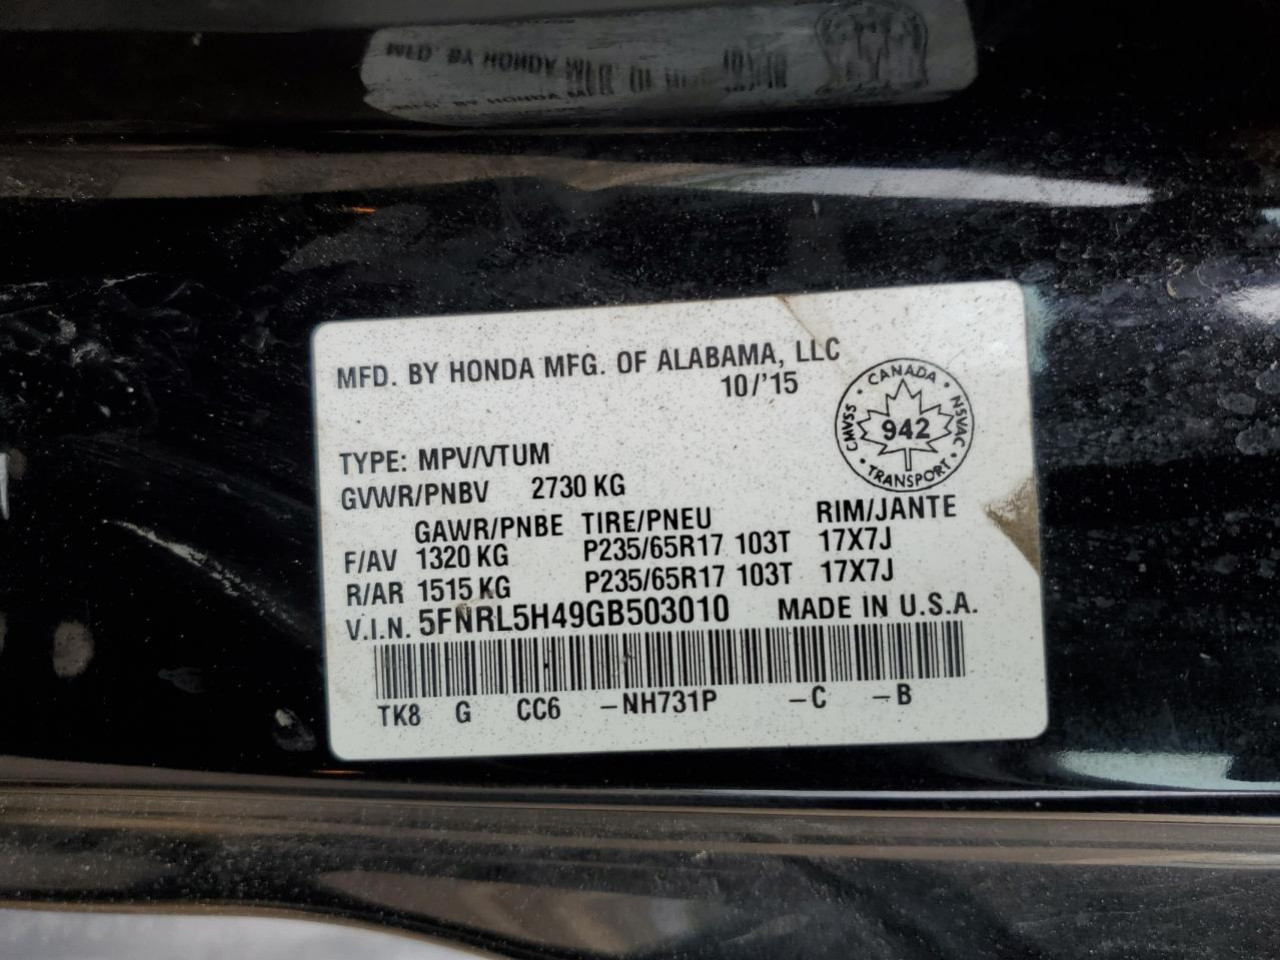 MFD. BY HONDA MFG. OF ALABAMA, LLC
10/'15
CANADA
CMVSS 942 NSVAC
TRANSPORT
TYPE: MPV/VTUM
GVWR/PNBV 2730 KG
GAWR/PNBE TIRE/PNEU RIM/JANTE
F/AV 1320 KG P235/65R17 103T 17X7J
R/AR 1515 KG P235/65R17 103T 17X7J
V.I.N. 5FNRL5H49GB503010 MADE IN U.S.A.
TK8 G CC6 –NH731P –C –B